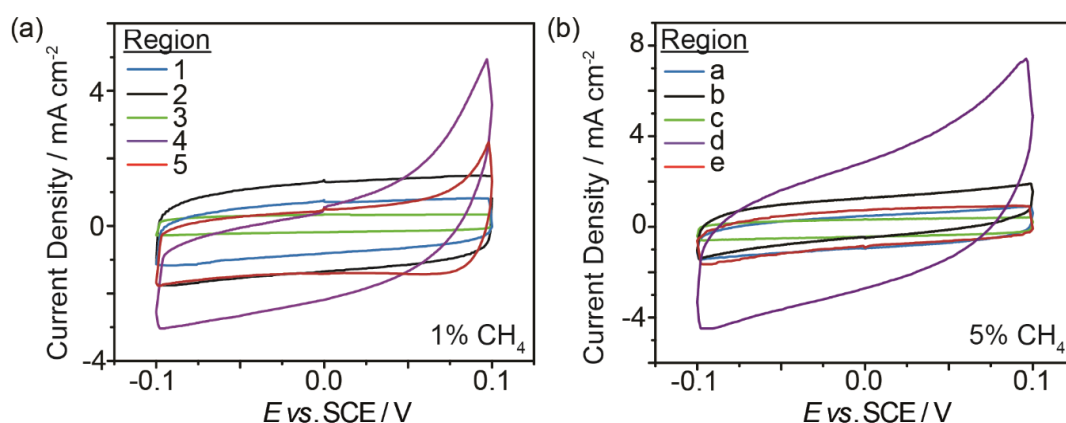 (a)
Region
1
2
3
4
5
4
0
-4
Current Density / mA cm⁻²
1% CH₄
-0.1
0.0
0.1
E vs. SCE / V
(b)
Region
a
b
c
d
e
8
4
0
-4
Current Density / mA cm⁻²
5% CH₄
-0.1
0.0
0.1
E vs. SCE / V